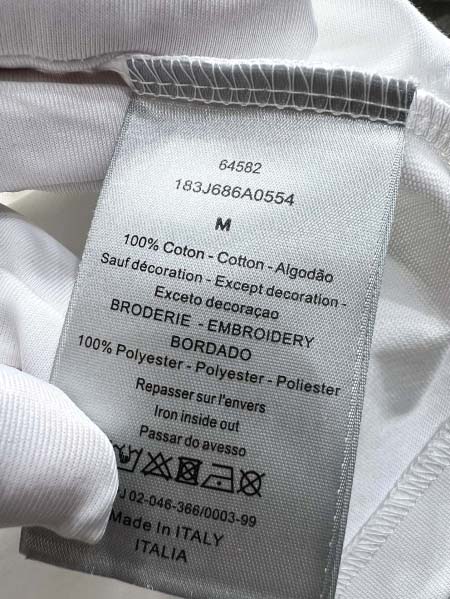 64582
183J686A0554
M
100% Coton - Cotton - Algodão
Sauf décoration - Except decoration -
Exceto decoraçao
BRODERIE - EMBROIDERY
BORDADO
100% Polyester - Polyester - Poliester
Repasser sur l'envers
Iron inside out
Passar do avesso
J 02-046-366/0003-99
Made In ITALY
ITALIA